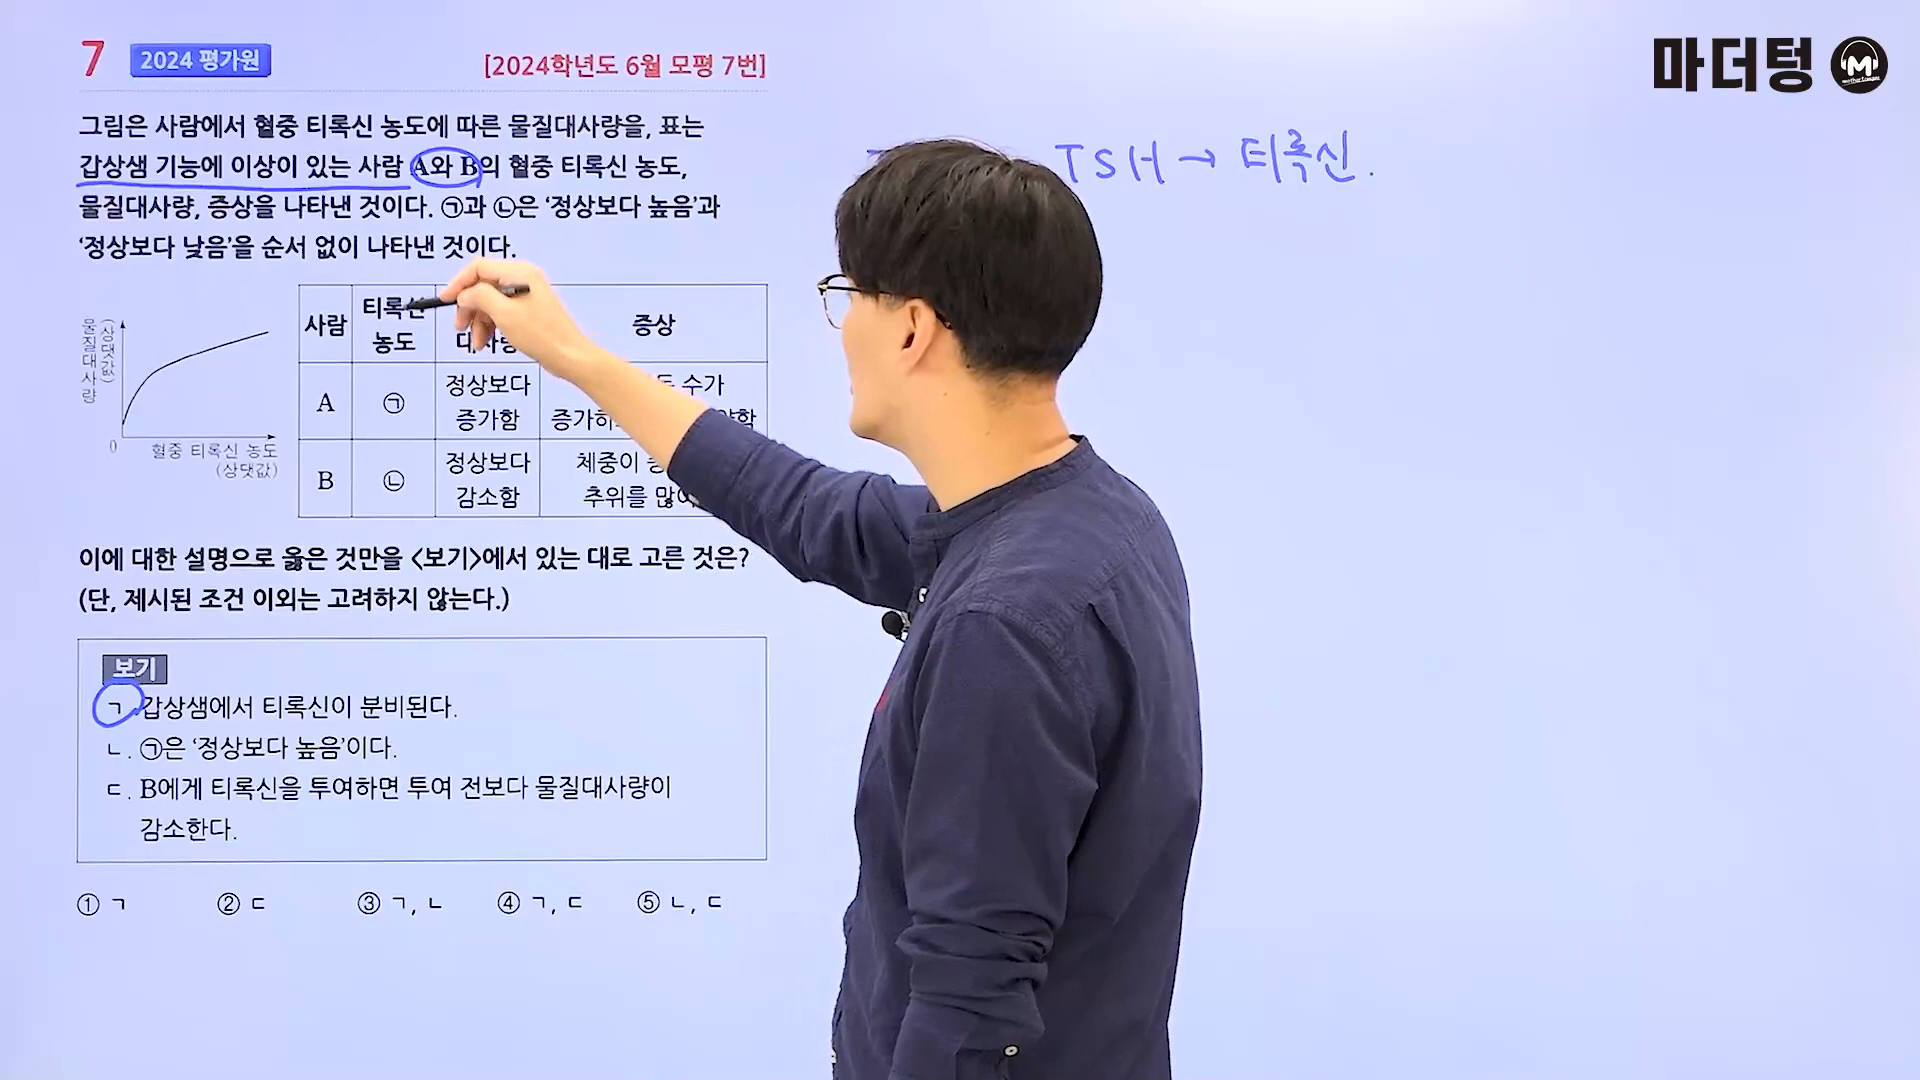 7 2024 평가원 [2024학년도 6월 모평 7번]
마더텅
M
그림은 사람에서 혈중 티록신 농도에 따른 물질대사량을, 표는
갑상샘 기능에 이상이 있는 사람 A와 B의 혈중 티록신 농도,
물질대사량, 증상을 나타낸 것이다. ㉠과 ㉡은 ‘정상보다 높음’과
‘정상보다 낮음’을 순서 없이 나타낸 것이다.
TSH → 티록신.
물질대사량 (상댓값)
0
혈중 티록신 농도
(상댓값)
사람 티록신 농도 증상
A ㉠ 정상보다 증가함 수가
B ㉡ 정상보다 감소함 체중이
추위를
이에 대한 설명으로 옳은 것만을 <보기>에서 있는 대로 고른 것은?
(단, 제시된 조건 이외는 고려하지 않는다.)
보기
ㄱ. 갑상샘에서 티록신이 분비된다.
ㄴ. ㉠은 ‘정상보다 높음’이다.
ㄷ. B에게 티록신을 투여하면 투여 전보다 물질대사량이
감소한다.
① ㄱ ② ㄷ ③ ㄱ, ㄴ ④ ㄱ, ㄷ ⑤ ㄴ, ㄷ